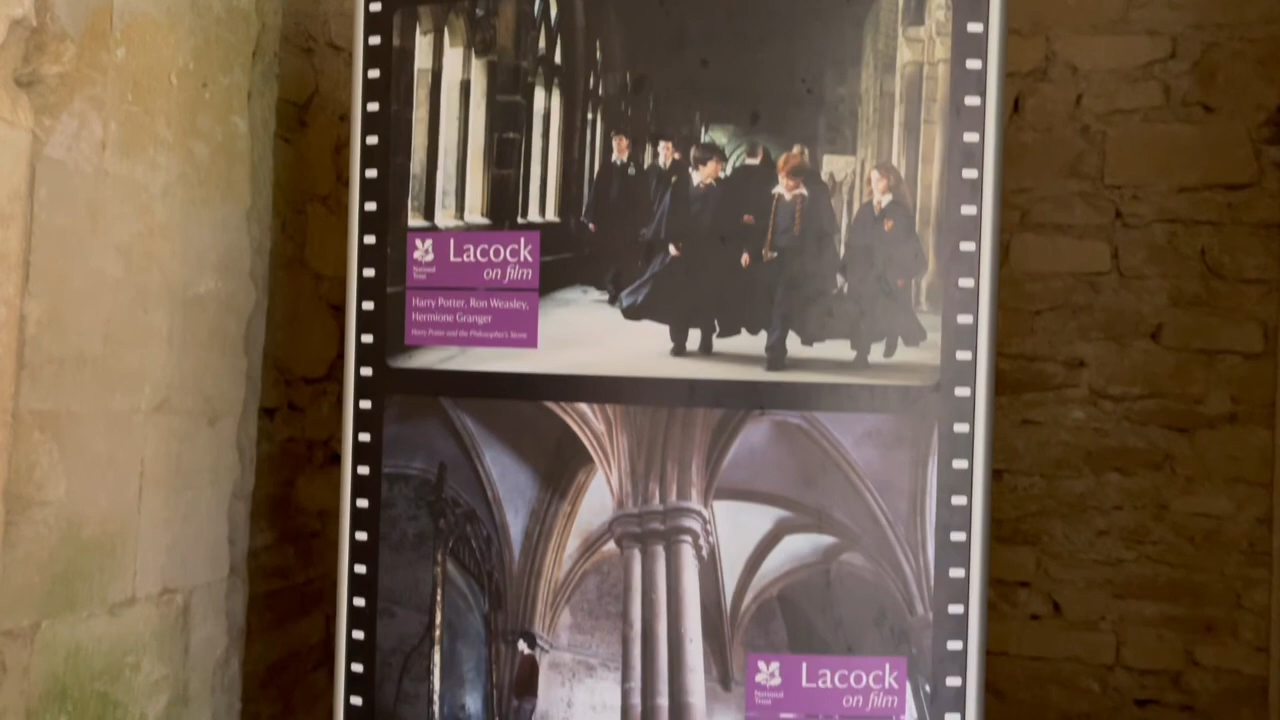 Lacock
on film
National
Trust
Harry Potter, Ron Weasley,
Hermione Granger
Harry Potter and the Philosopher's Stone
Lacock
on film
National
Trust